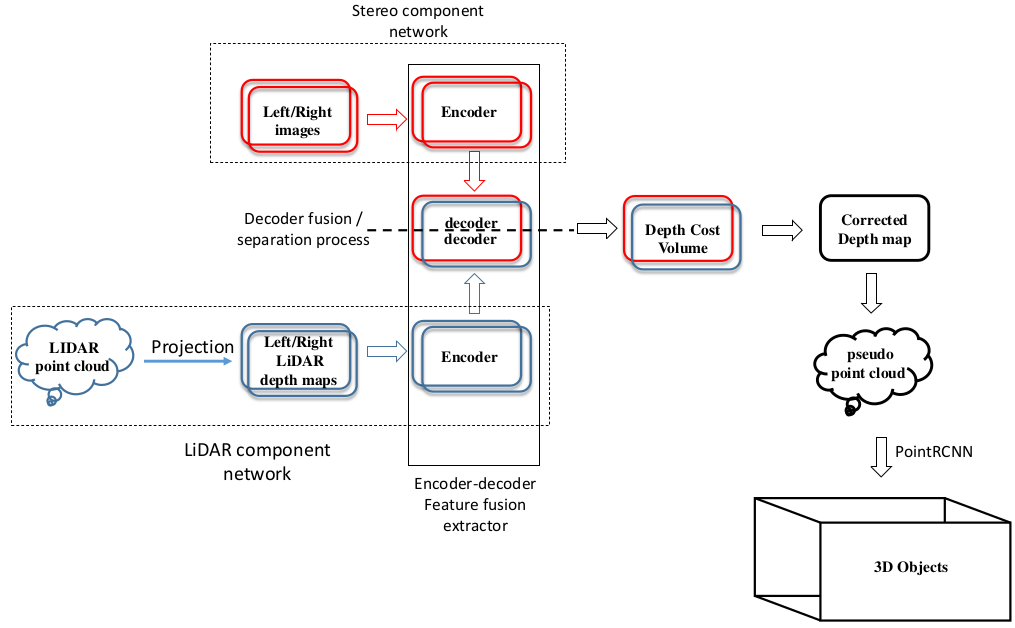 Stereo component
network
Left/Right
images
Encoder
Decoder fusion /
separation process
decoder
decoder
Depth Cost
Volume
Corrected
Depth map
LIDAR
point cloud
Projection
Left/Right
LiDAR
depth maps
Encoder
pseudo
point cloud
LiDAR component
network
PointRCNN
Encoder-decoder
Feature fusion
extractor
3D Objects